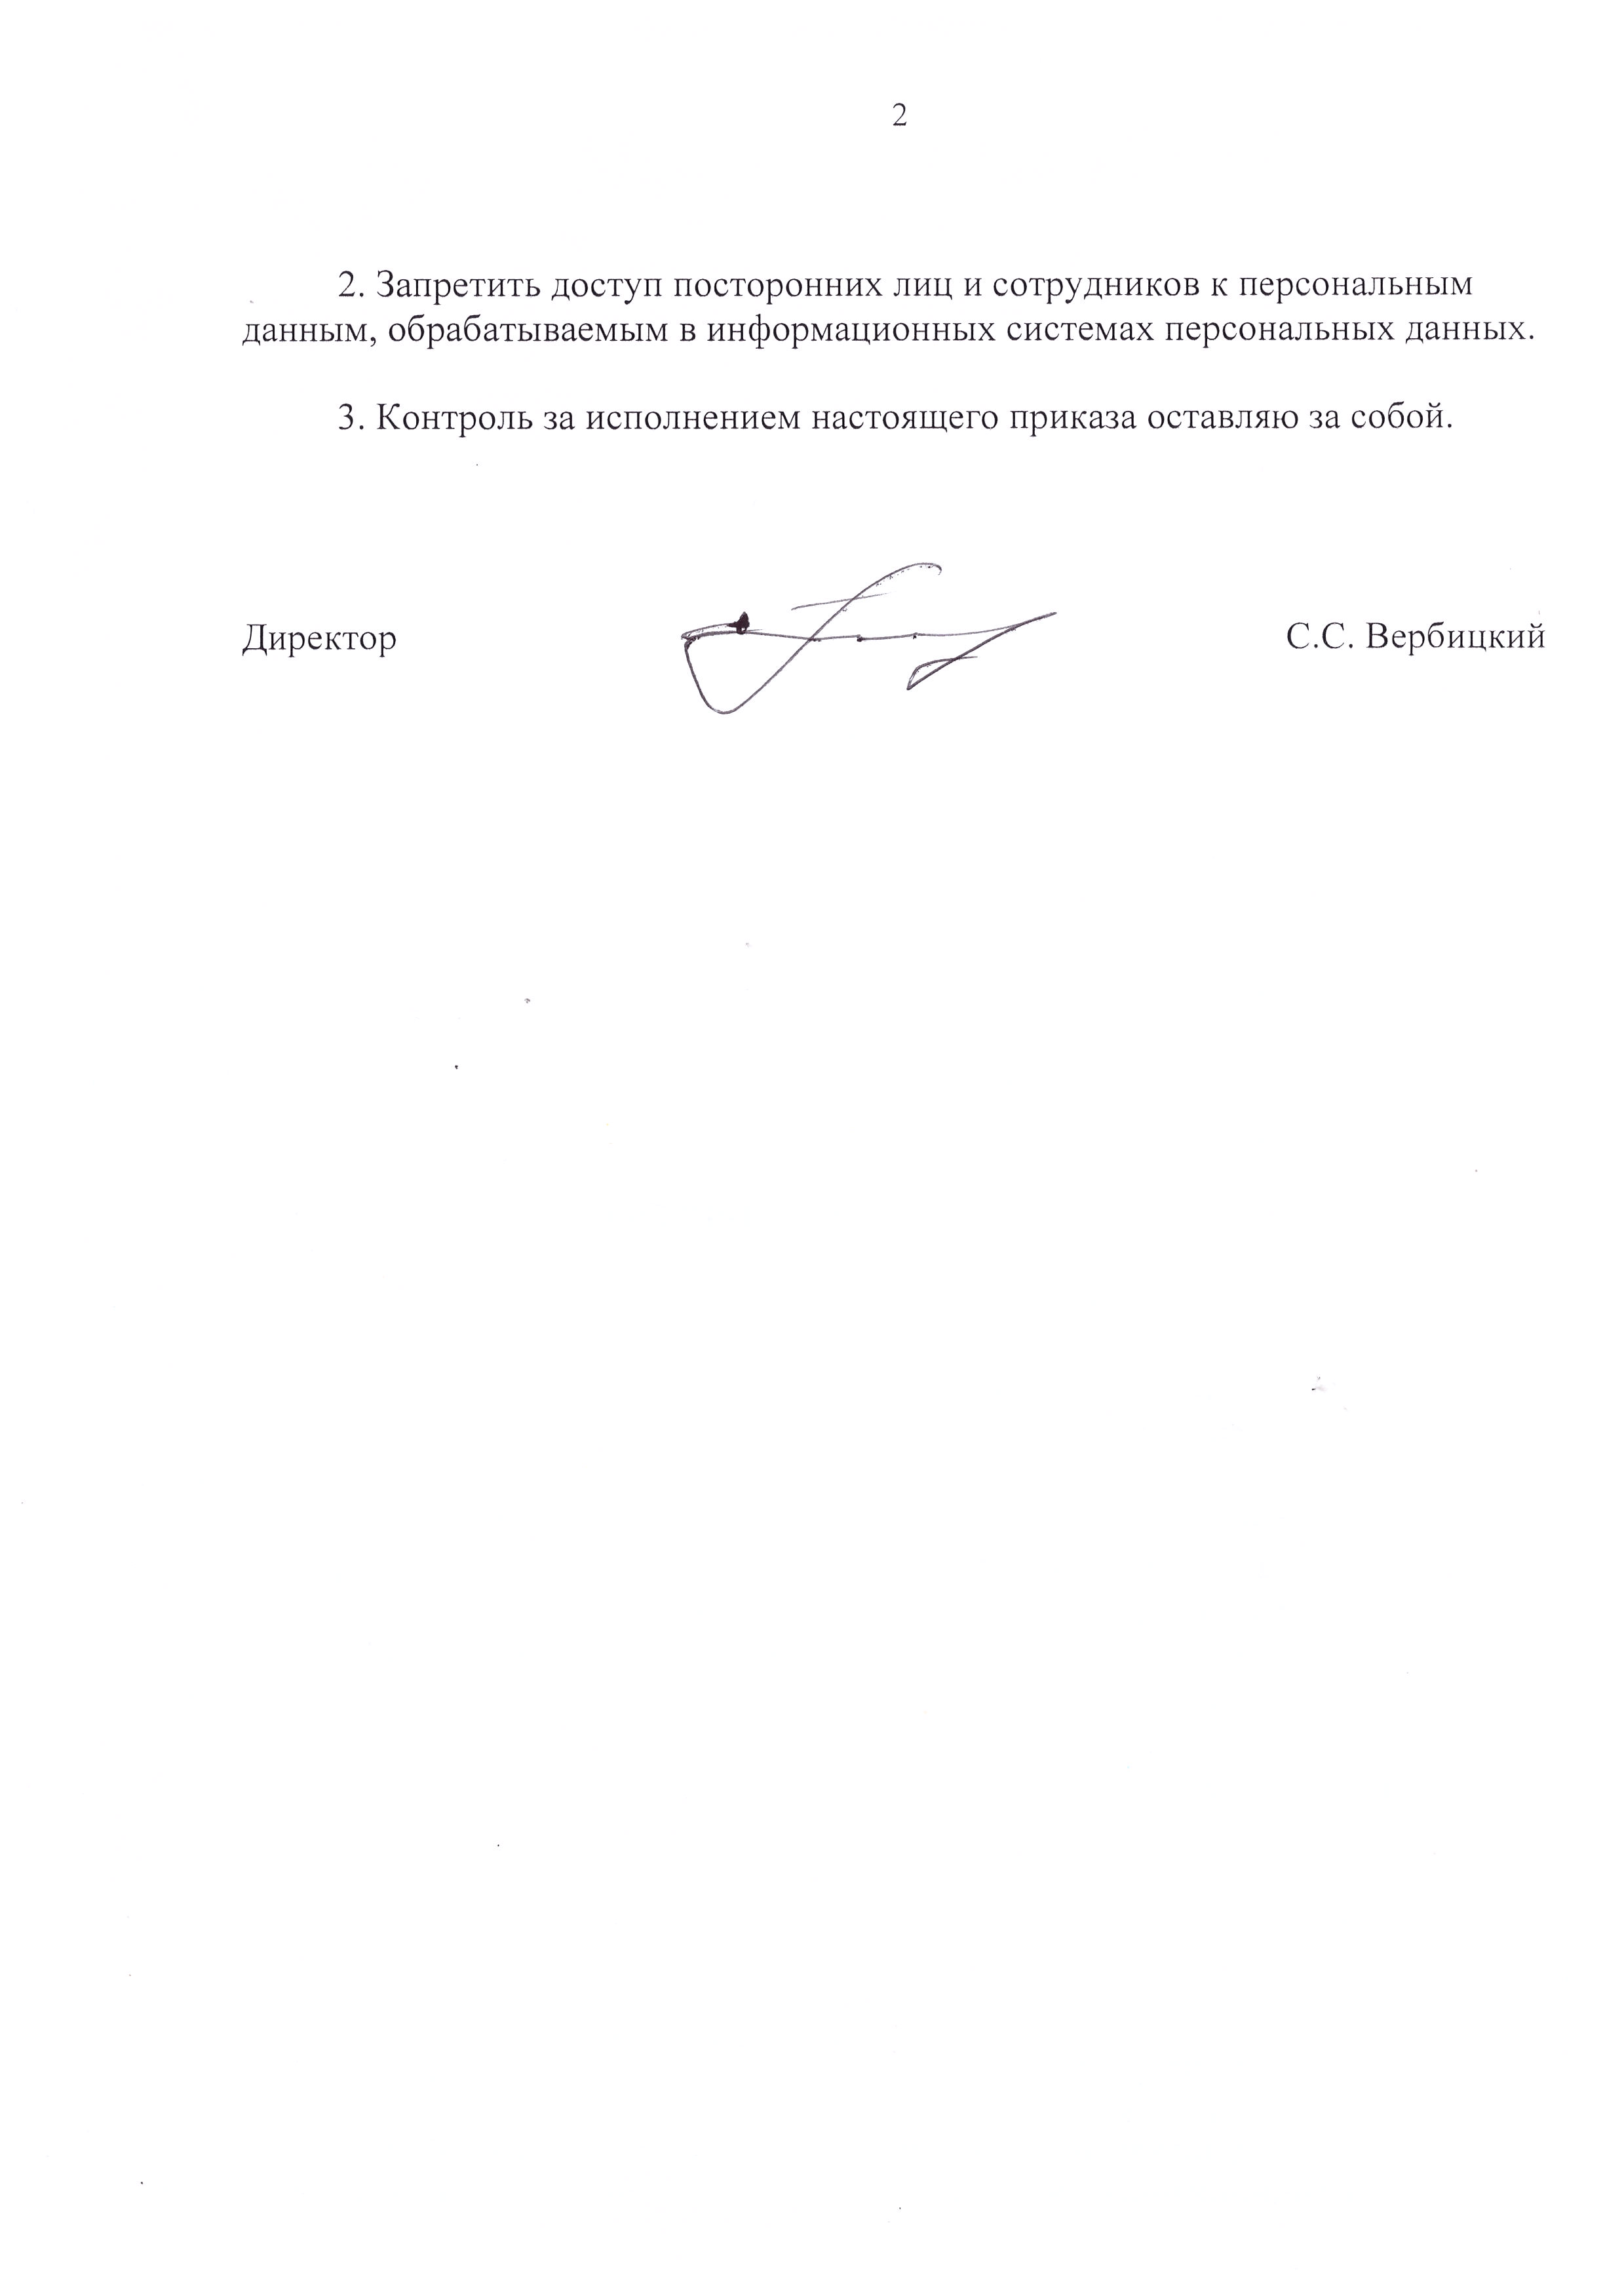 2
2. Запретить доступ посторонних лиц и сотрудников к персональным
данным, обрабатываемым в информационных системах персональных данных.
3. Контроль за исполнением настоящего приказа оставляю за собой.
Директор С.С. Вербицкий